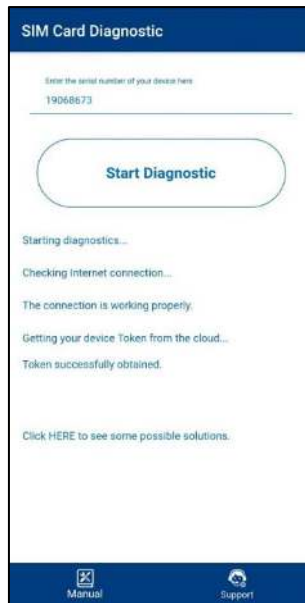 SIM Card Diagnostic
Enter the serial number of your device here
19068673
Start Diagnostic
Starting diagnostics...
Checking Internet connection...
The connection is working properly.
Getting your device Token from the cloud...
Token successfully obtained.
Click HERE to see some possible solutions.
Manual
Support